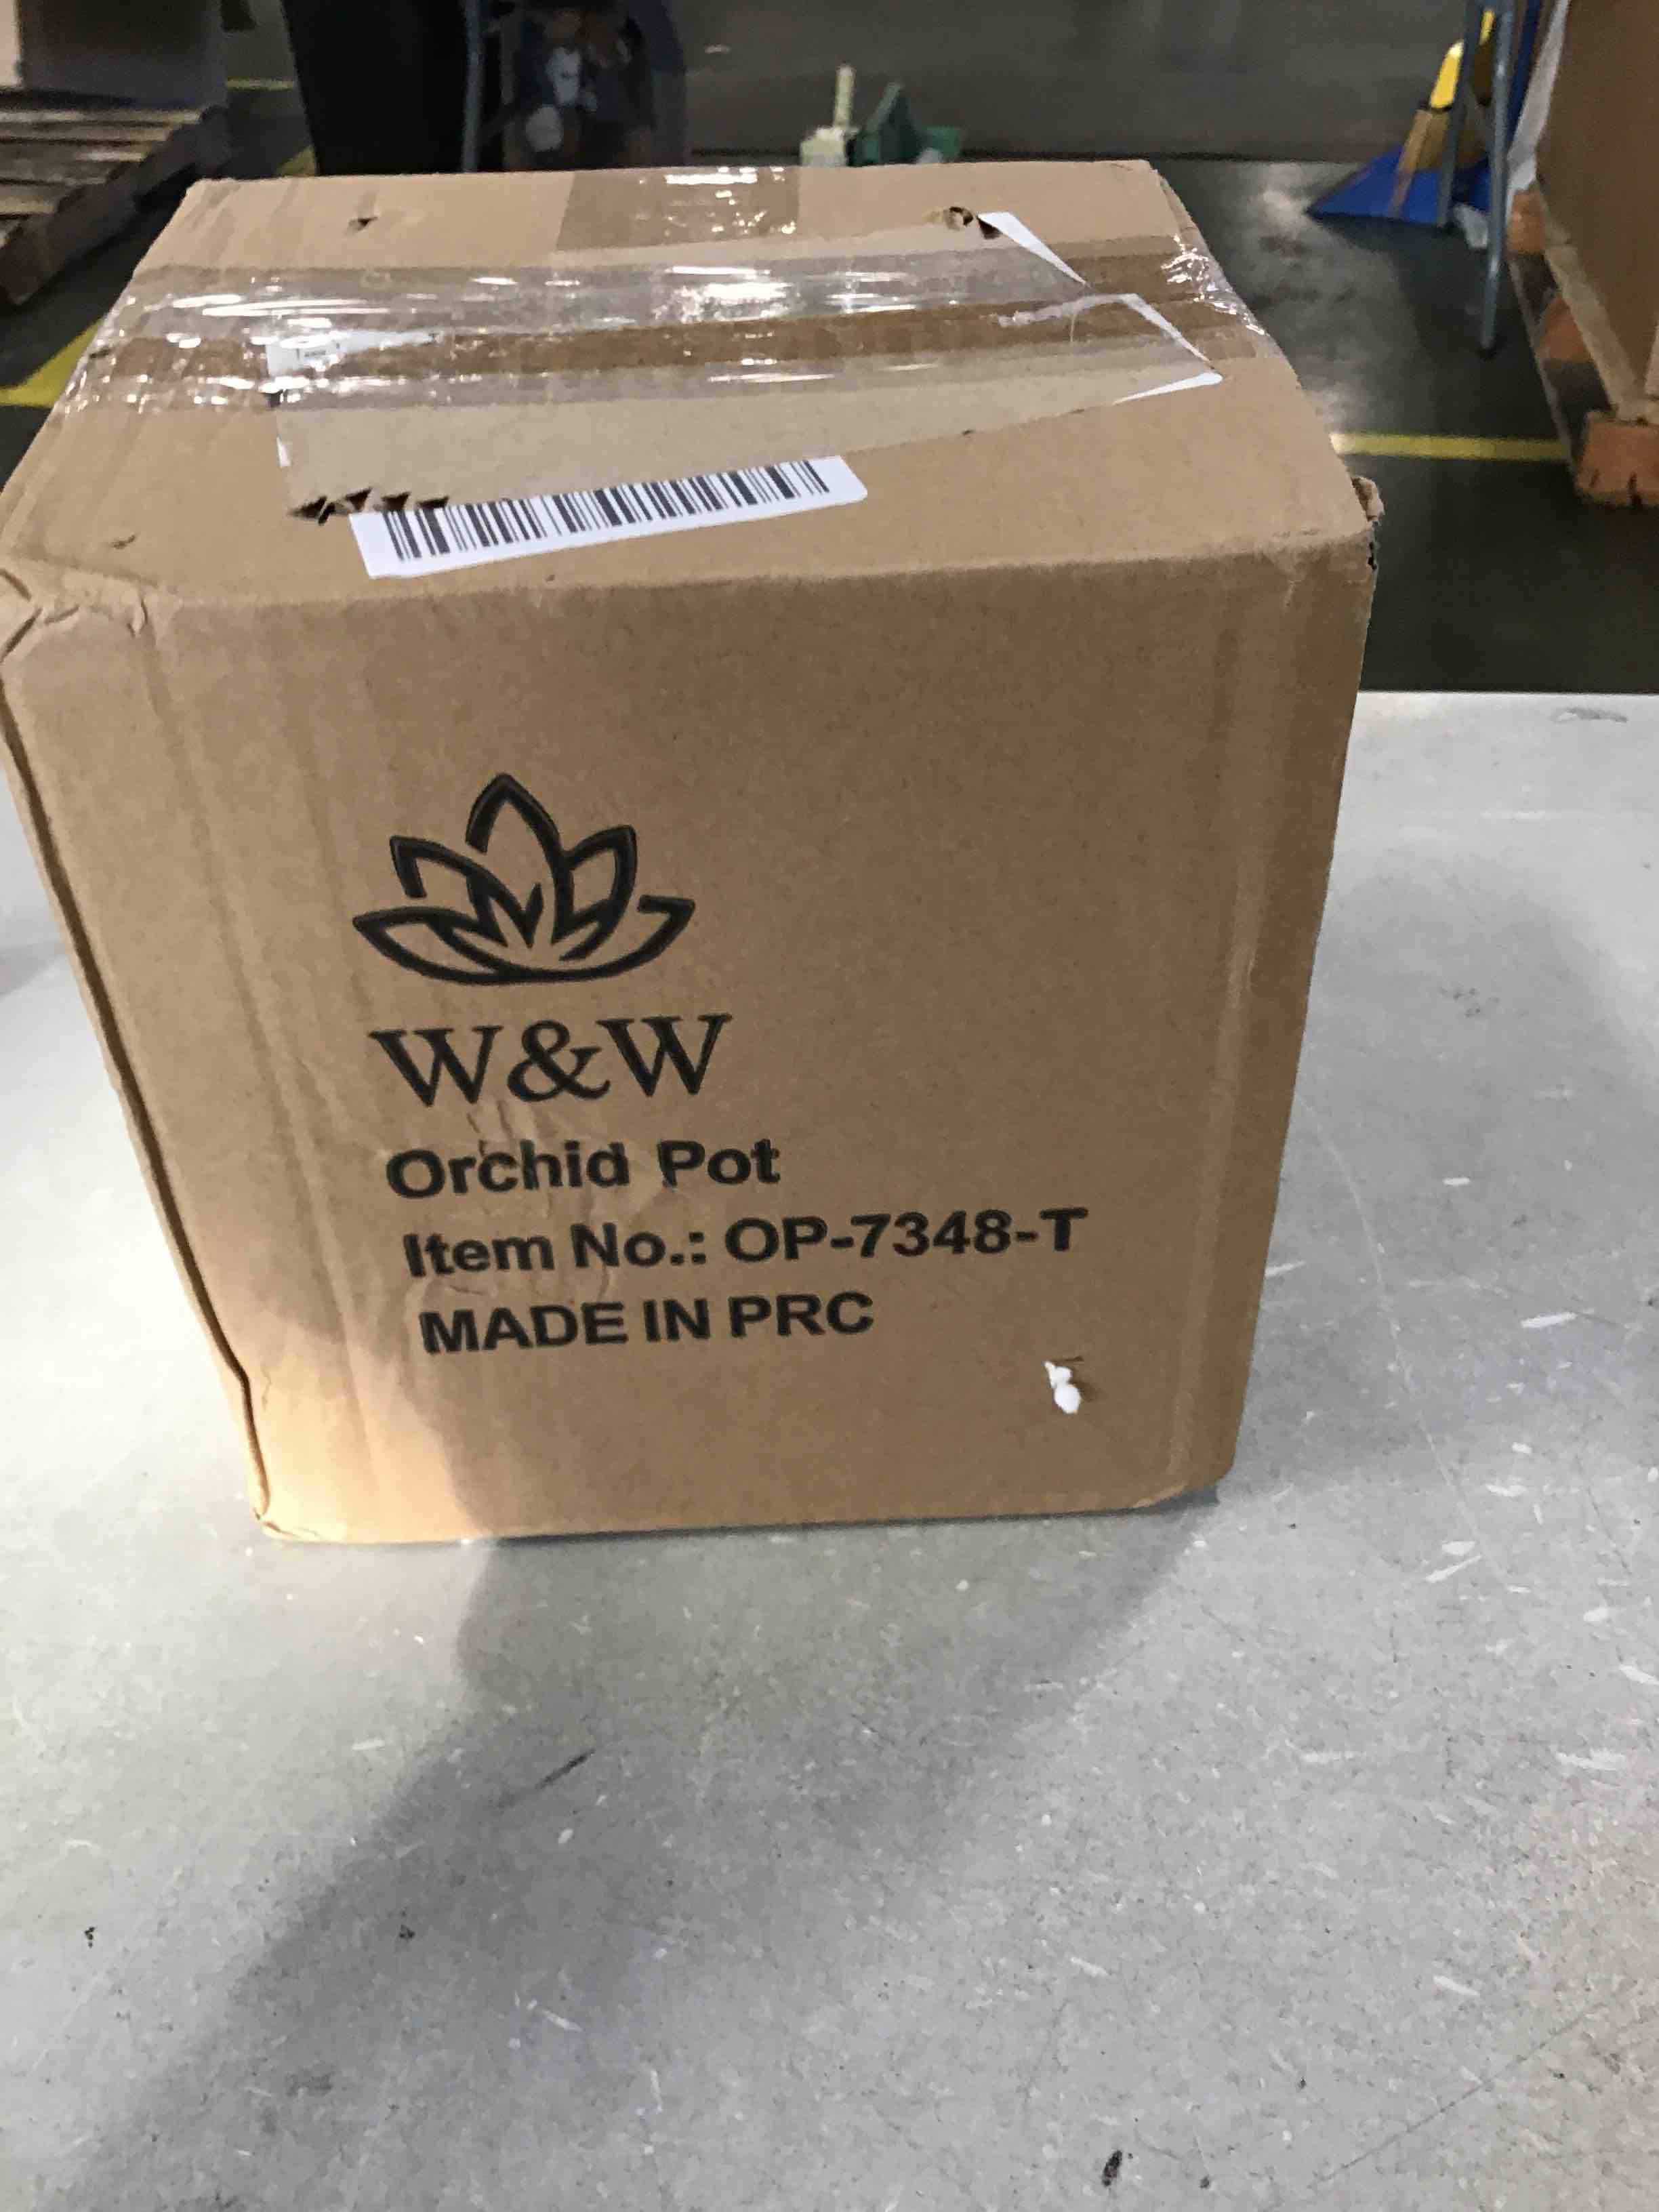 W&W
Orchid Pot
Item No.: OP-7348-T
MADE IN PRC